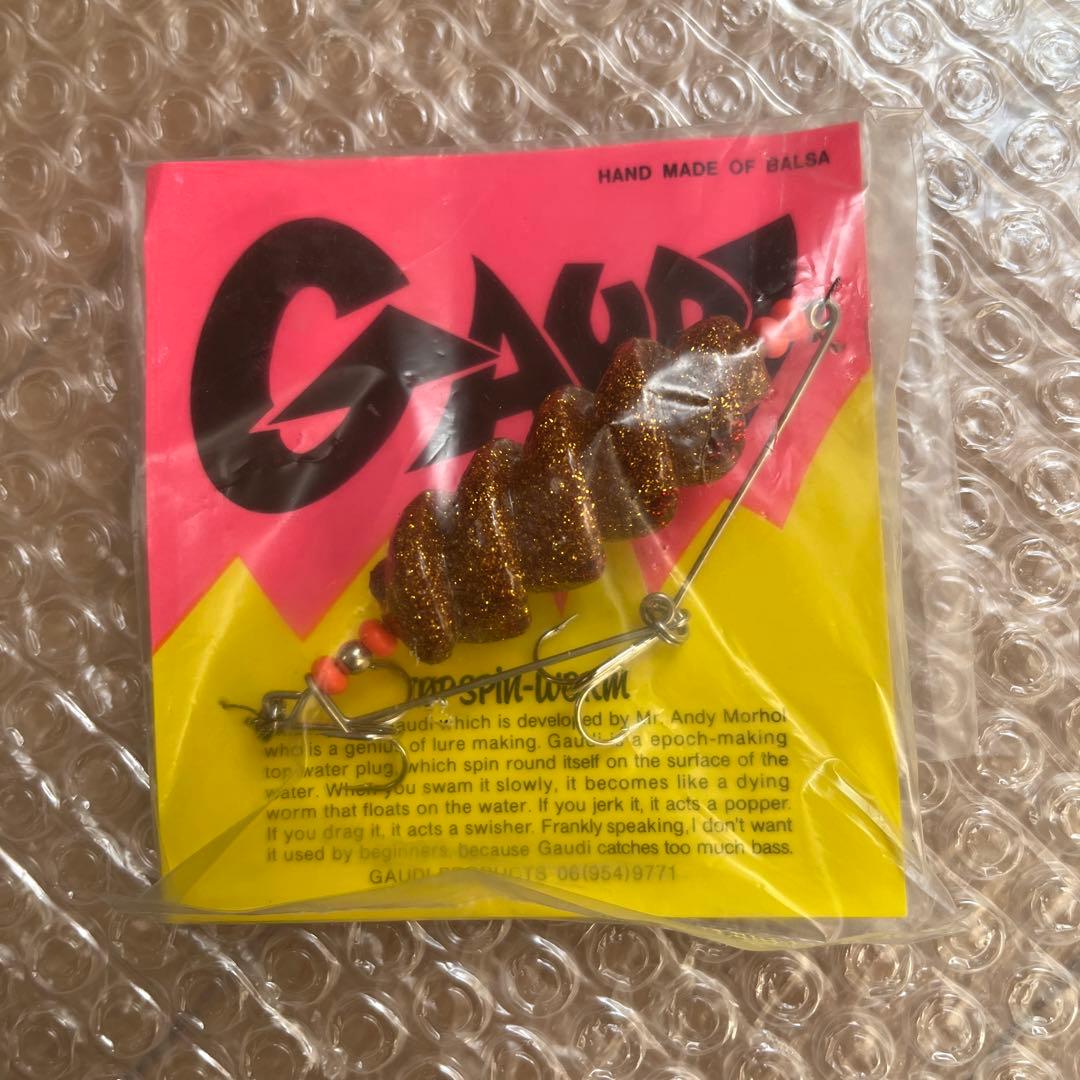 HAND MADE OF BALSA
GAUDI
SPIN-WORM
Gaudi which is developed by Mr. Andy Morhol
who is a genius of lure making. Gaudi is a epoch-making
top water plug, which spin round itself on the surface of the
water. When you swam it slowly, it becomes like a dying
worm that floats on the water. If you jerk it, it acts a popper.
If you drag it, it acts a swisher. Frankly speaking, I don't want
it used by beginners, because Gaudi catches too much bass.
GAUDI PRODUCTS 06(954)9771